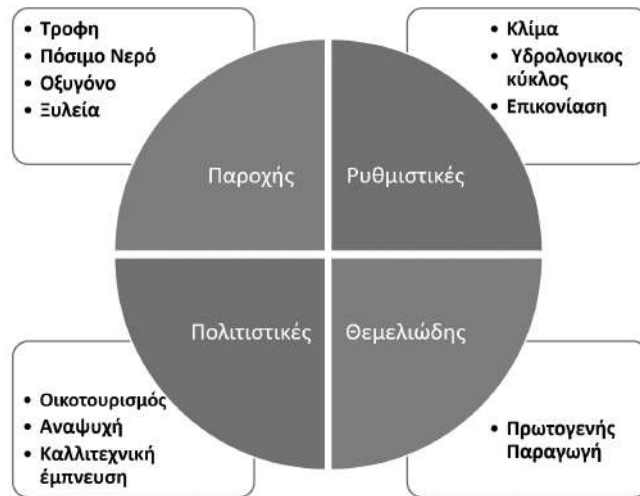 • Τροφη
• Πόσιμο Νερό
• Οξυγόνο
• Ξυλεία
• Κλίμα
• Υδρολογικος
κύκλος
• Επικονίαση
Παροχής
Ρυθμιστικές
Πολιτιστικές
Θεμελιώδης
• Οικοτουρισμός
• Αναψυχή
• Καλλιτεχνική
έμπνευση
• Πρωτογενής
Παραγωγή